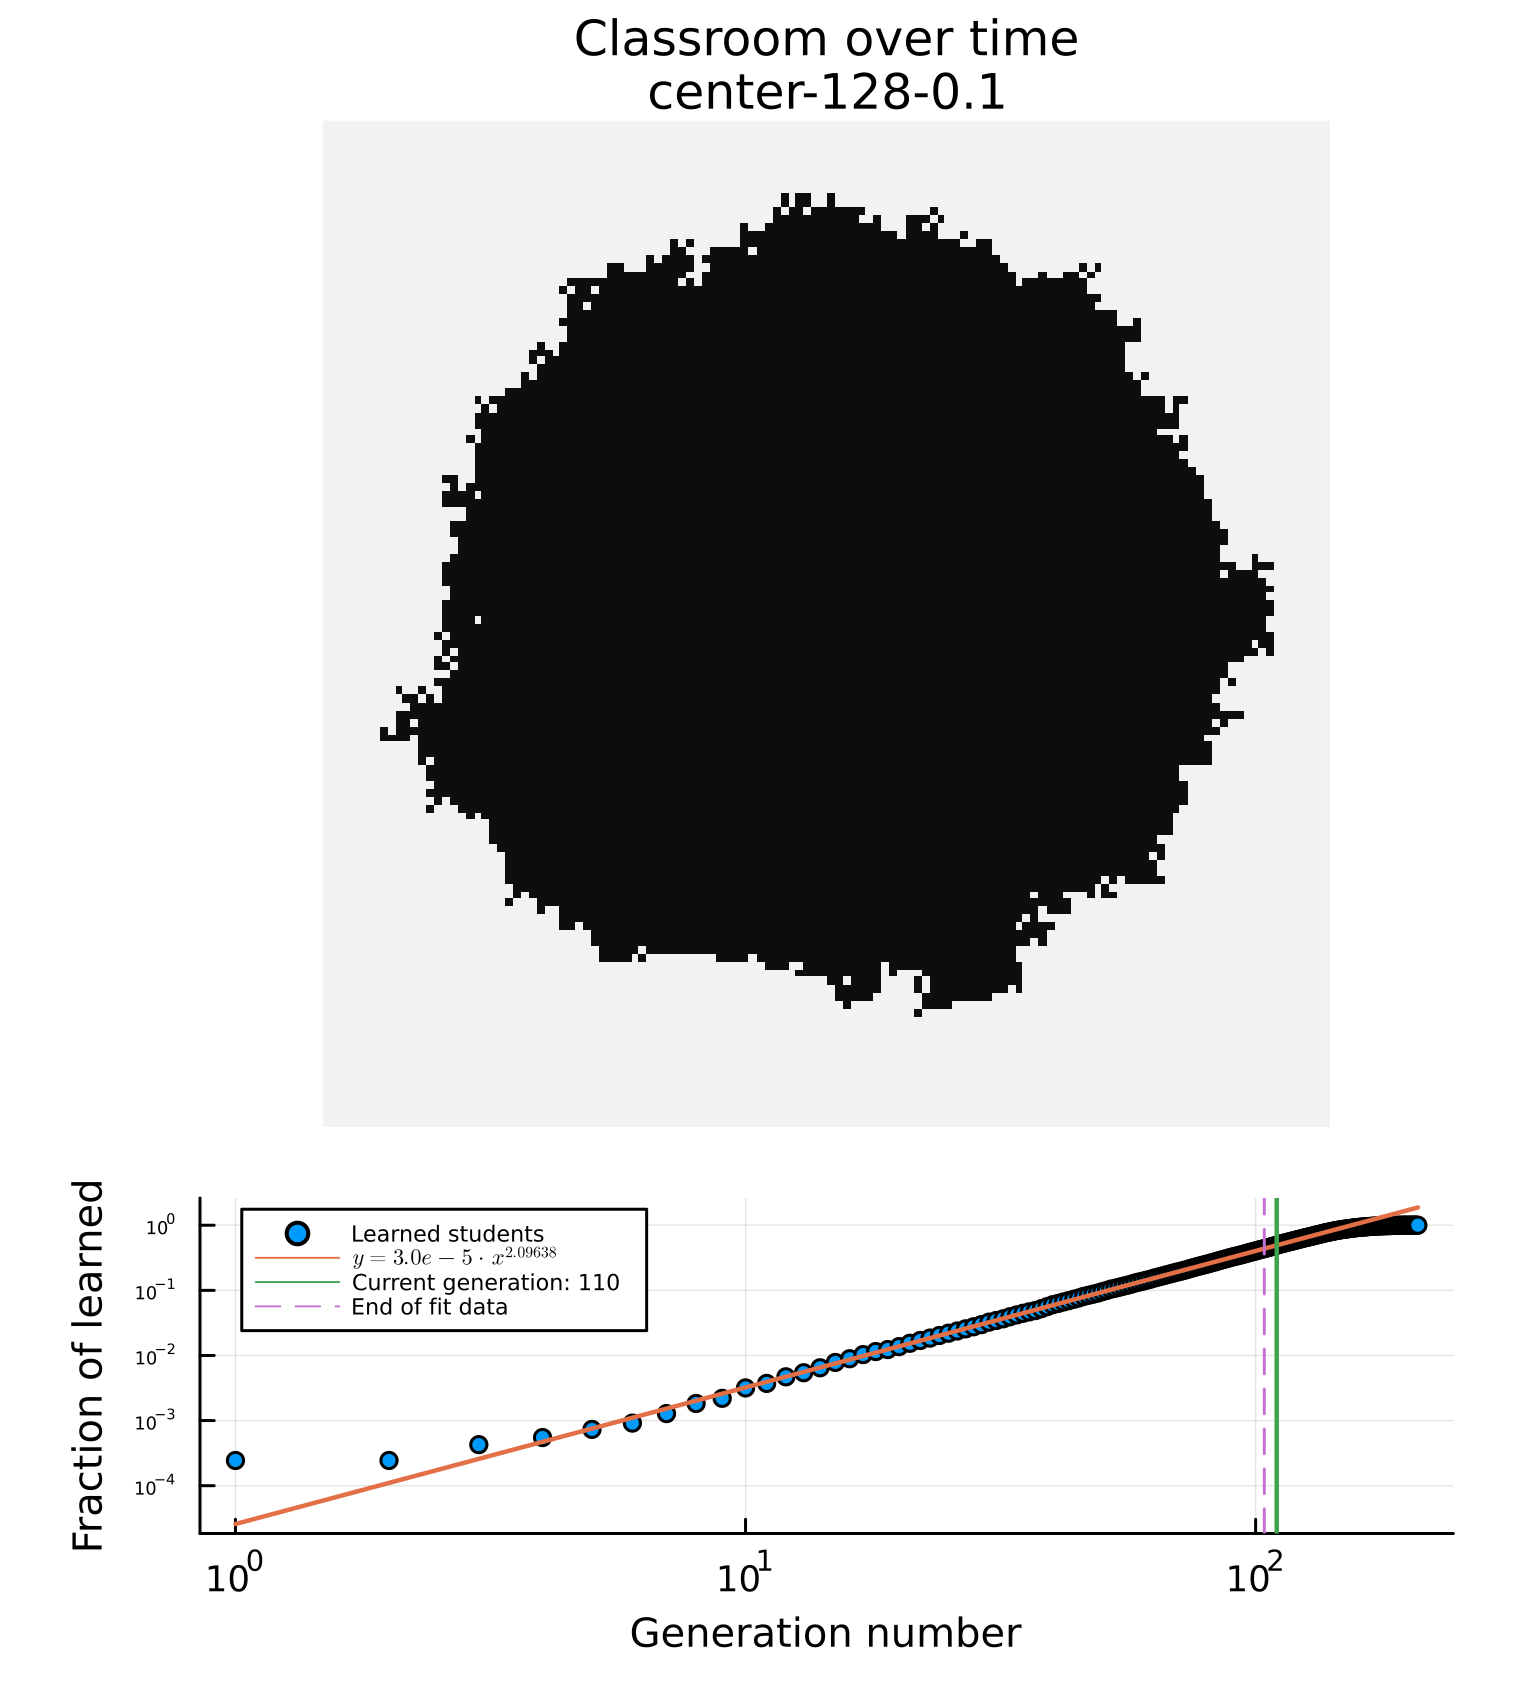 Classroom over time
center-128-0.1
Fraction of learned
10^0
10^-1
10^-2
10^-3
10^-4
Learned students
y = 3.0e − 5 · x^2.09638
Current generation: 110
End of fit data
10^0 10^1 10^2
Generation number